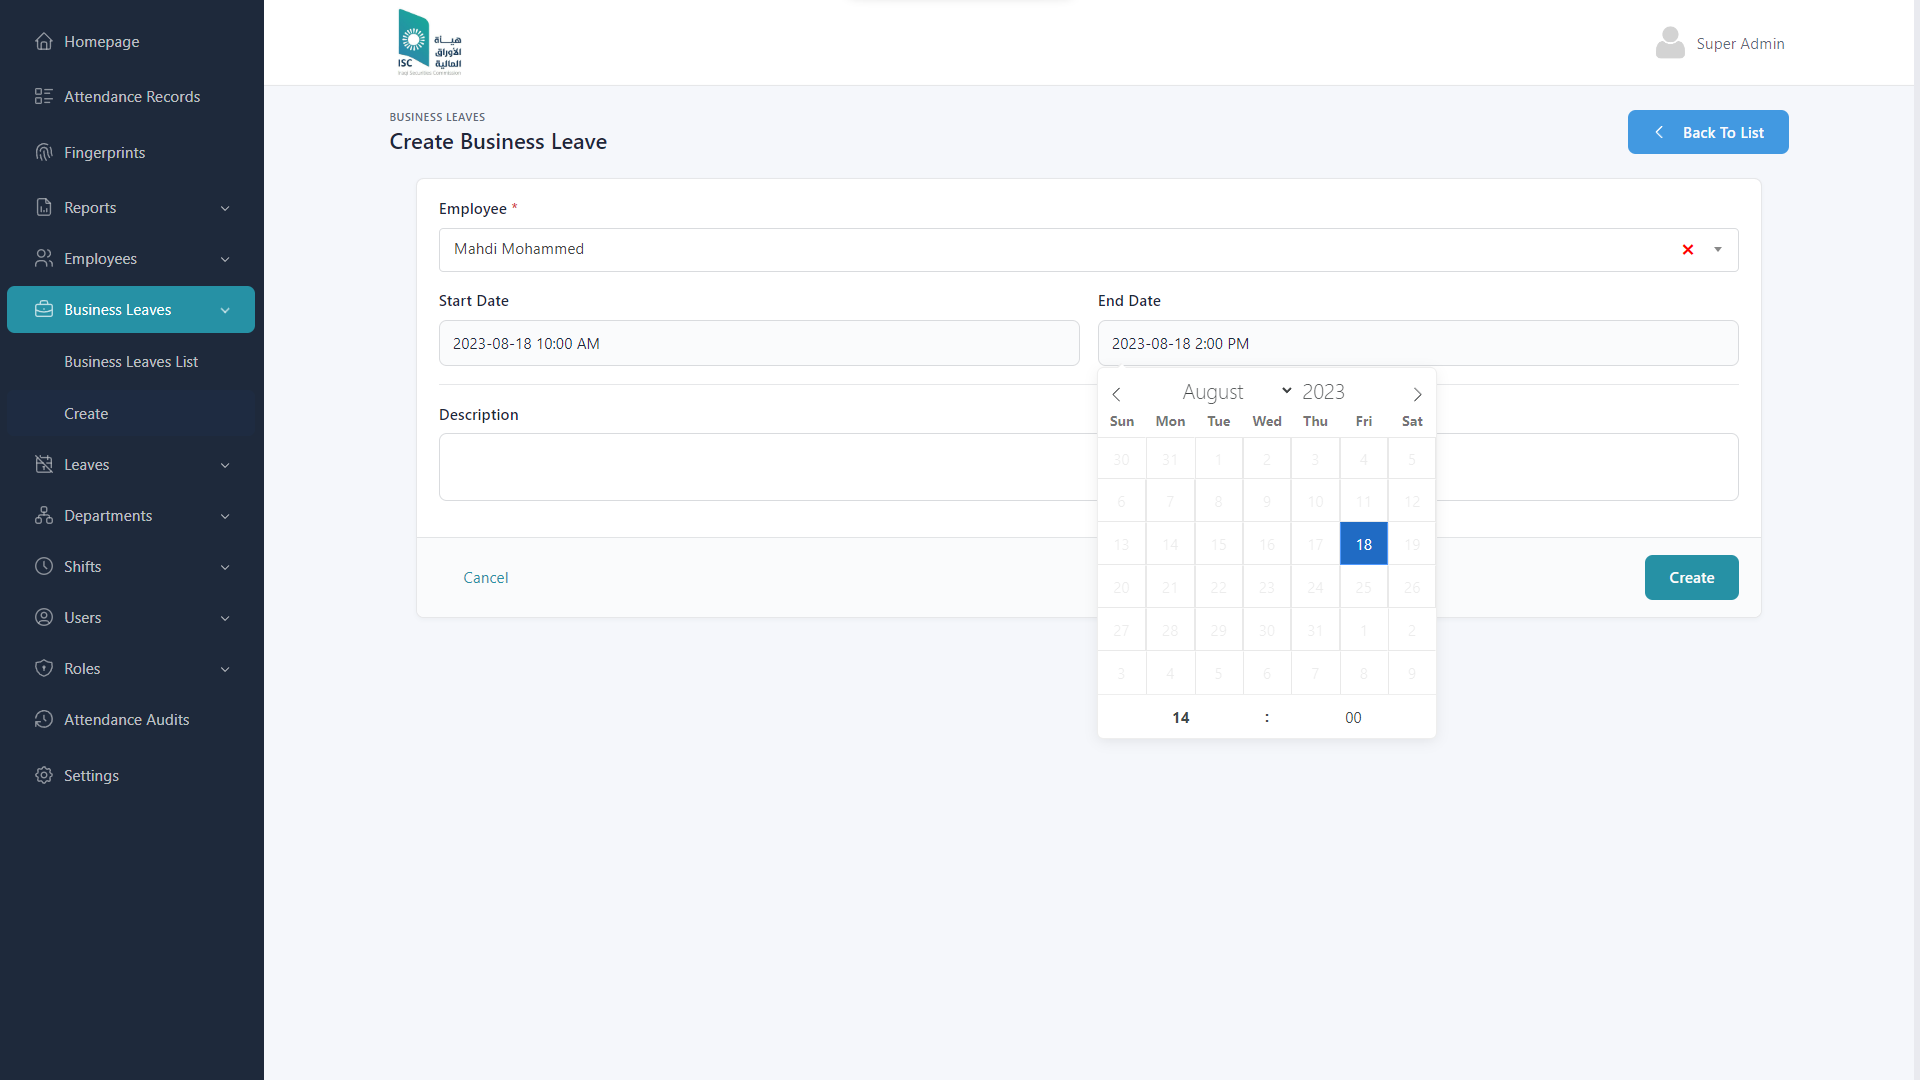 Homepage
Attendance Records
Fingerprints
Reports
Employees
Business Leaves
Business Leaves List
Create
Leaves
Departments
Shifts
Users
Roles
Attendance Audits
Settings
هيـأة
الأوراق
المالية
ISC
Iraqi Securities Commission
Super Admin
BUSINESS LEAVES
Create Business Leave
Back To List
Employee *
Mahdi Mohammed
Start Date
End Date
2023-08-18 10:00 AM
2023-08-18 2:00 PM
Description
August 2023
Sun Mon Tue Wed Thu Fri Sat
30 31 1 2 3 4 5
6 7 8 9 10 11 12
13 14 15 16 17 18 19
20 21 22 23 24 25 26
27 28 29 30 31 1 2
3 4 5 6 7 8 9
14 : 00
Cancel
Create